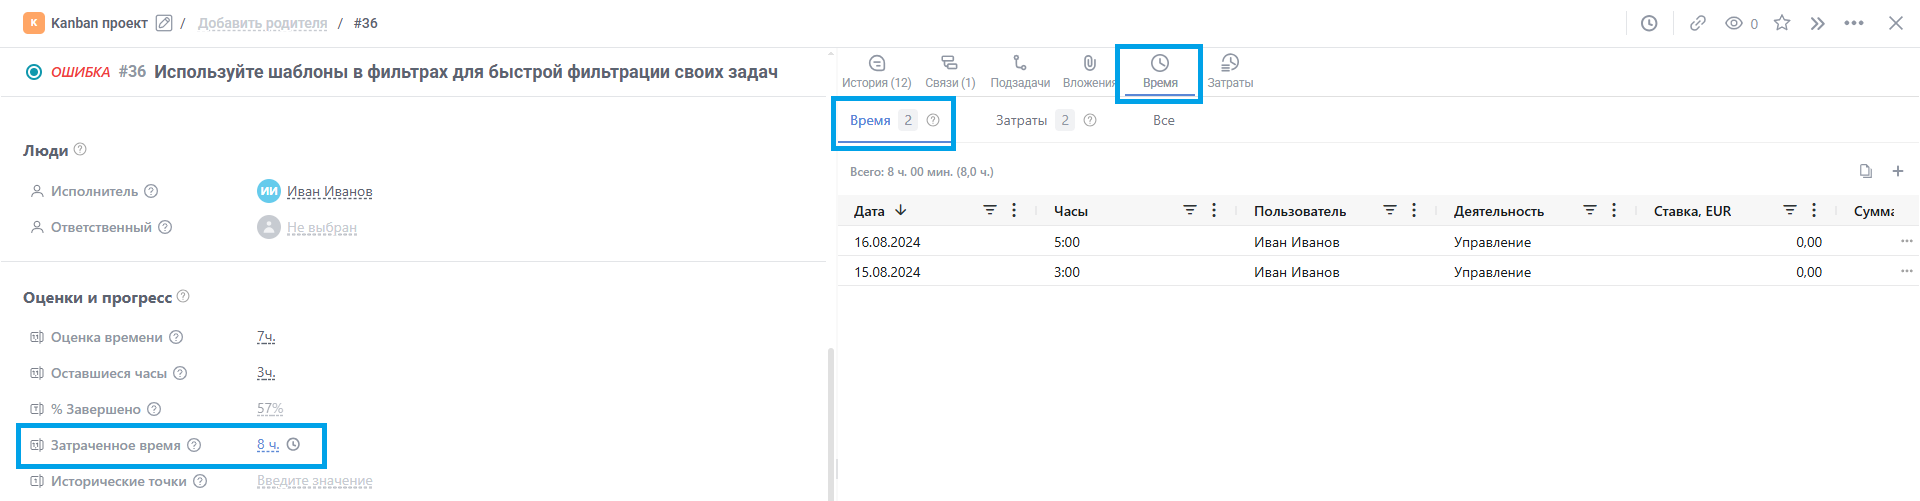 K Kanban проект / Добавить родителя / #36
0
ОШИБКА #36 Используйте шаблоны в фильтрах для быстрой фильтрации своих задач
Люди
Исполнитель ИИ Иван Иванов
Ответственный Не выбран
Оценки и прогресс
Оценка времени 7ч.
Оставшиеся часы 3ч.
% Завершено 57%
Затраченное время 8 ч.
Исторические точки Введите значение
История (12) Связи (1) Подзадачи Вложения Время Затраты
Время 2 Затраты 2 Все
Всего: 8 ч. 00 мин. (8,0 ч.)
Дата Часы Пользователь Деятельность Ставка, EUR Сумма
16.08.2024 5:00 Иван Иванов Управление 0,00
15.08.2024 3:00 Иван Иванов Управление 0,00